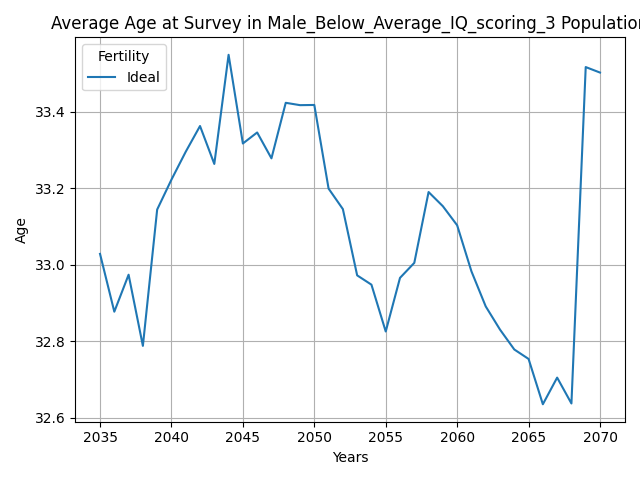 Average Age at Survey in Male_Below_Average_IQ_scoring_3 Population
Fertility
Ideal
33.4
33.2
33.0
32.8
32.6
Age
2035 2040 2045 2050 2055 2060 2065 2070
Years